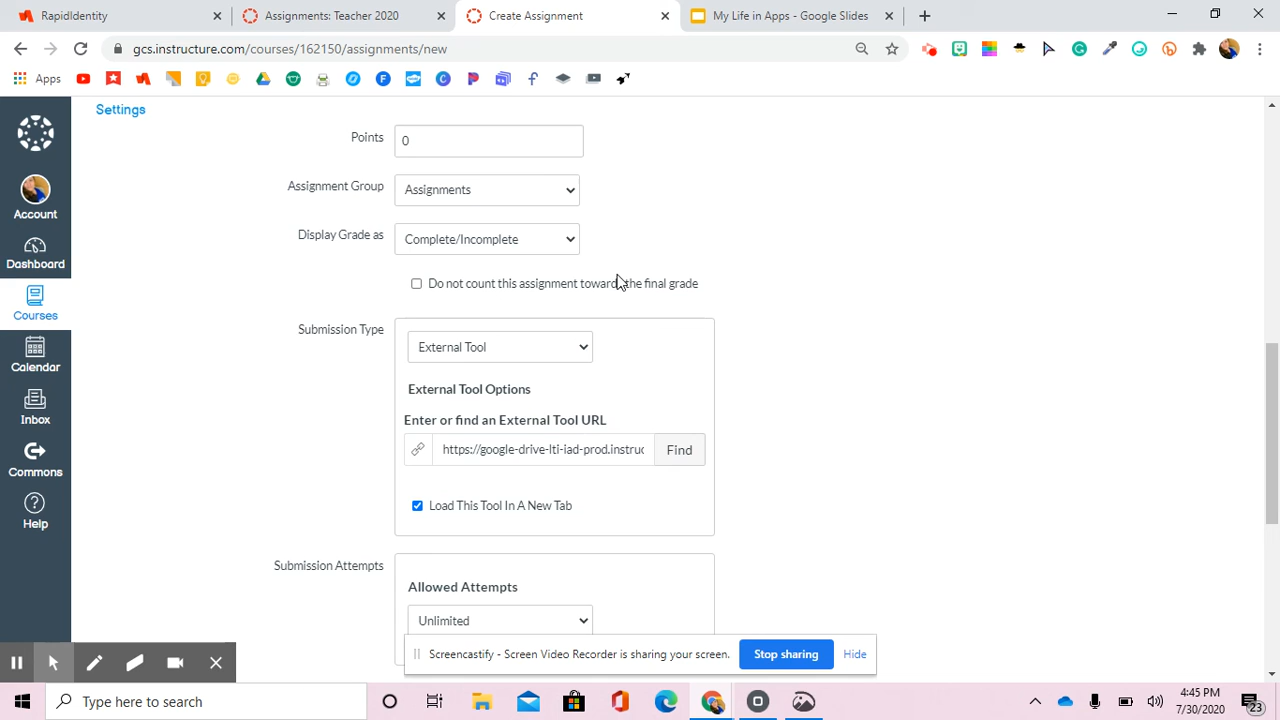 RapidIdentity
Assignments: Teacher 2020
Create Assignment
My Life in Apps - Google Slides
gcs.instructure.com/courses/162150/assignments/new
Apps
Settings
Points
0
Assignment Group
Assignments
Display Grade as
Complete/Incomplete
Do not count this assignment towards the final grade
Submission Type
External Tool
External Tool Options
Enter or find an External Tool URL
https://google-drive-lti-iad-prod.instruc
Find
Load This Tool In A New Tab
Submission Attempts
Allowed Attempts
Unlimited
Account
Dashboard
Courses
Calendar
Inbox
Commons
Help
Screencastify - Screen Video Recorder is sharing your screen.
Stop sharing
Hide
Type here to search
4:45 PM
7/30/2020
23